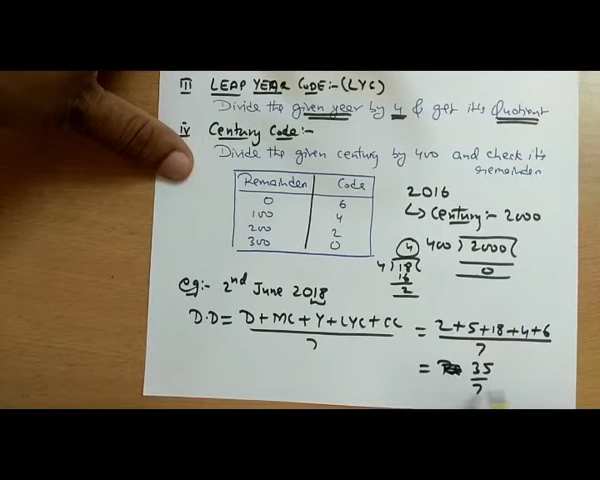 III LEAP YEAR CODE:- (LYC)
Divide the given year by 4 & get it's Quotient
iv Century Code:-
Divide the given century by 400 and check it's
remainder
Remainder Code
0 6
100 4
200 2
300 0
2016
↳ Century:- 2000
400 ) 2000 (
0
4
4 ) 18 (
16
2
eg:- 2nd June 2018
D.D = D + MC + Y + LYC + CC = 2+5+18+4+6
7 7
= 35
7